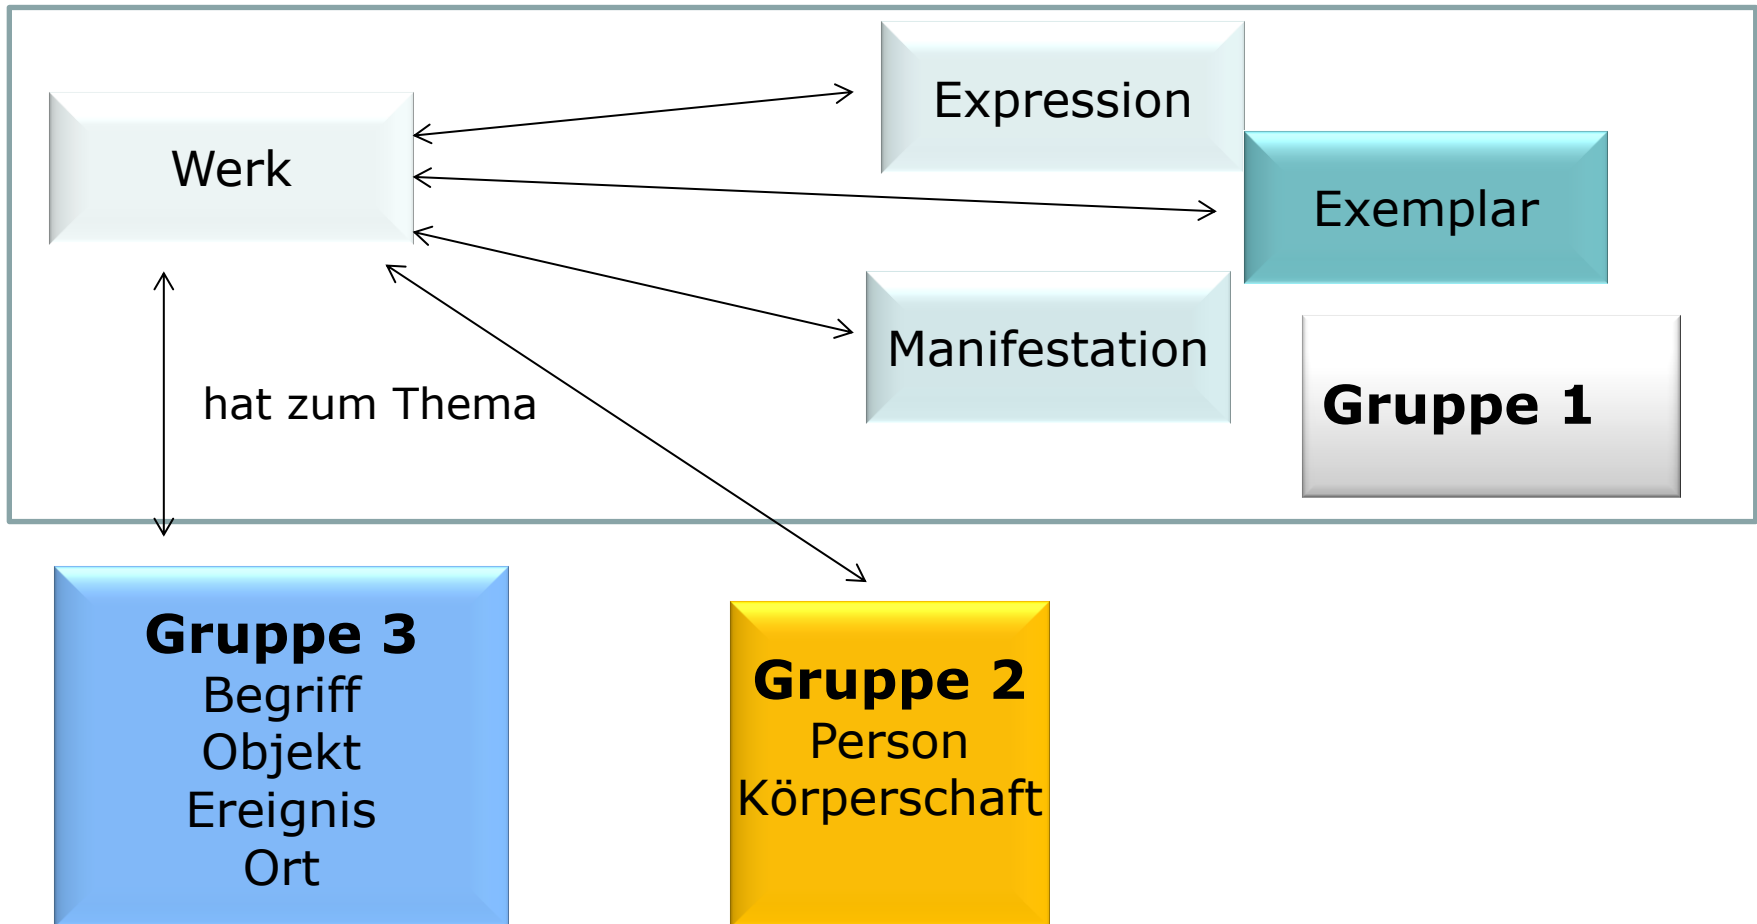 Expression
Werk
Exemplar
Manifestation
hat zum Thema
Gruppe 1
Gruppe 3
Begriff
Objekt
Ereignis
Ort
Gruppe 2
Person
Körperschaft